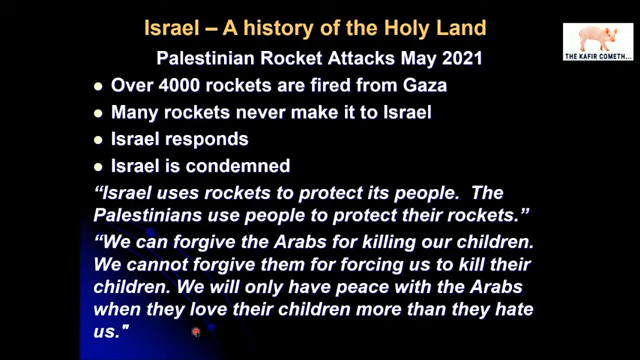 Israel – A history of the Holy Land
THE KAFIR COMETH...
Palestinian Rocket Attacks May 2021
Over 4000 rockets are fired from Gaza
Many rockets never make it to Israel
Israel responds
Israel is condemned
“Israel uses rockets to protect its people. The
Palestinians use people to protect their rockets.”
“We can forgive the Arabs for killing our children.
We cannot forgive them for forcing us to kill their
children. We will only have peace with the Arabs
when they love their children more than they hate
us."